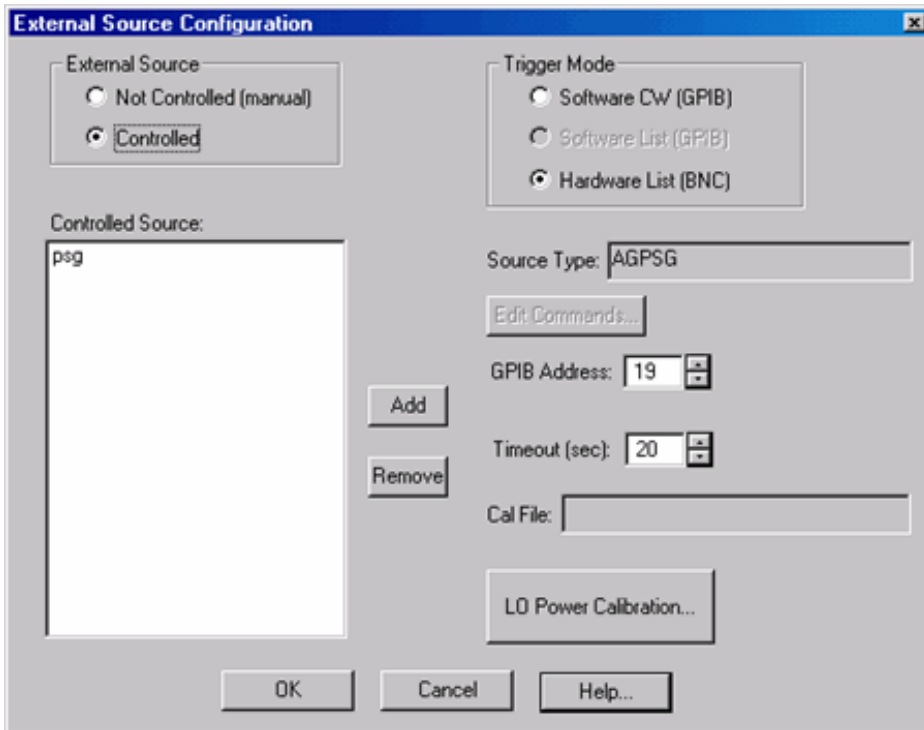 External Source Configuration
External Source
Not Controlled (manual)
Controlled
Trigger Mode
Software CW (GPIB)
Software List (GPIB)
Hardware List (BNC)
Controlled Source:
psg
Source Type: AGPSG
Edit Commands...
GPIB Address: 19
Add
Timeout (sec): 20
Remove
Cal File:
LO Power Calibration...
OK
Cancel
Help...